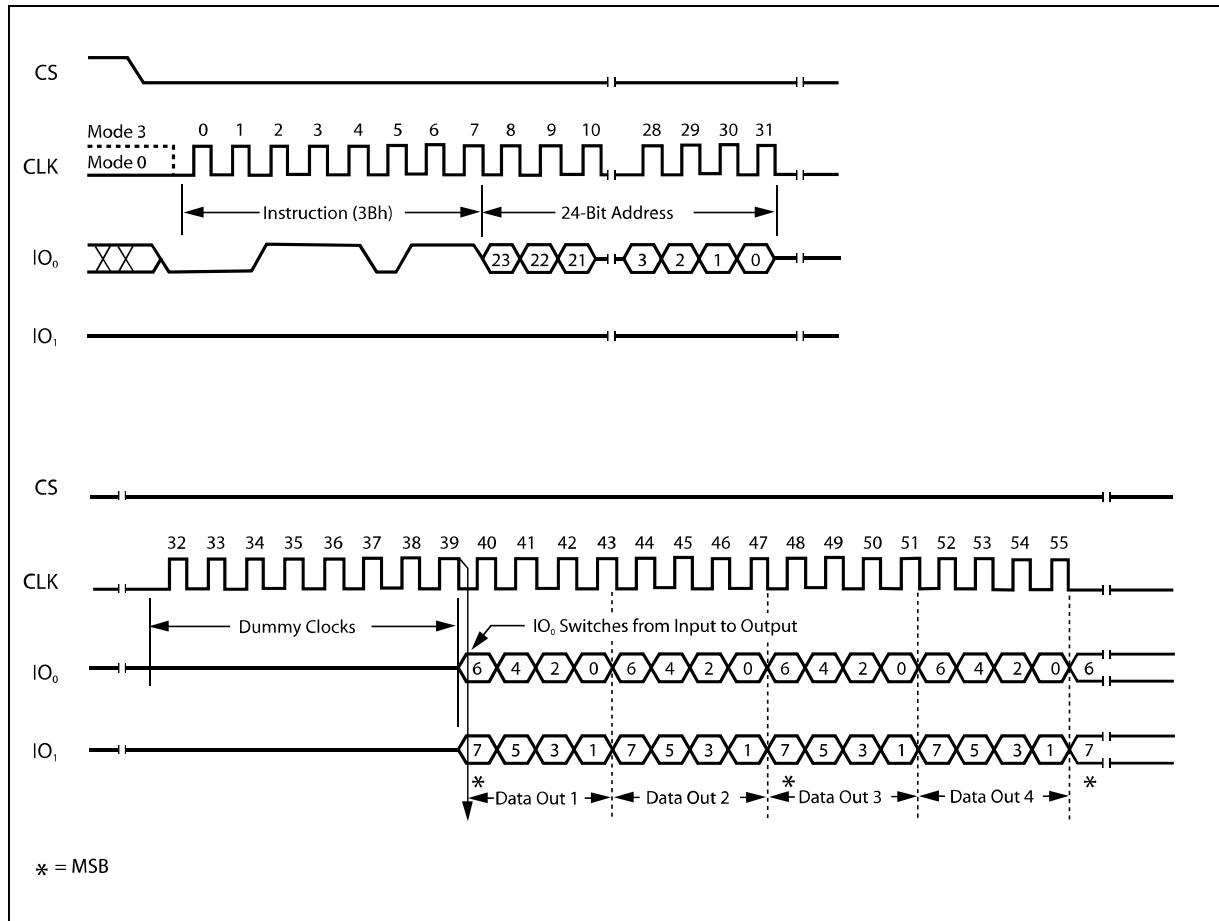 CS
Mode 3
0 1 2 3 4 5 6 7 8 9 10 28 29 30 31
CLK
Mode 0
Instruction (3Bh) 24-Bit Address
IO₀
23 22 21 3 2 1 0
IO₁
CS
32 33 34 35 36 37 38 39 40 41 42 43 44 45 46 47 48 49 50 51 52 53 54 55
CLK
Dummy Clocks
IO₀ Switches from Input to Output
IO₀
6 4 2 0 6 4 2 0 6 4 2 0 6 4 2 0 6
IO₁
7 5 3 1 7 5 3 1 7 5 3 1 7 5 3 1 7
* * *
Data Out 1 Data Out 2 Data Out 3 Data Out 4
* = MSB